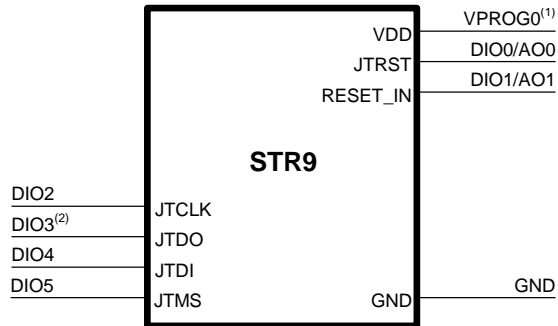 VPROG0(1)
VDD
DIO0/AO0
JTRST
DIO1/AO1
RESET_IN
STR9
DIO2
JTCLK
DIO3(2)
JTDO
DIO4
JTDI
DIO5
JTMS
GND
GND